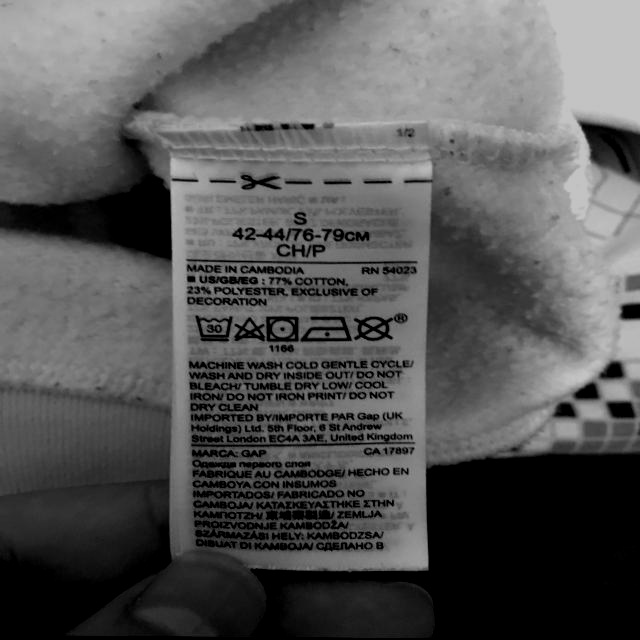 1/2
S
42-44/76-79CM
CH/P
MADE IN CAMBODIA RN 54023
US/GB/EG : 77% COTTON,
23% POLYESTER, EXCLUSIVE OF
DECORATION
30
®
1166
MACHINE WASH COLD GENTLE CYCLE/
WASH AND DRY INSIDE OUT/ DO NOT
BLEACH/ TUMBLE DRY LOW/ COOL
IRON/ DO NOT IRON PRINT/ DO NOT
DRY CLEAN
IMPORTED BY/IMPORTE PAR Gap (UK
Holdings) Ltd. 5th Floor, 6 St Andrew
Street London EC4A 3AE, United Kingdom
MARCA: GAP CA 17897
Одежда первого слоя
FABRIQUE AU CAMBODGE/ HECHO EN
CAMBOYA CON INSUMOS
IMPORTADOS/ FABRICADO NO
CAMBOJA/ ΚΑΤΑΣΚΕΥΑΣΤΗΚΕ ΣΤΗΝ
ΚΑΜΠΟΤΖΗ/ ZEMLJA
PROIZVODNJE KAMBODŽA/
SZÁRMAZÁSI HELY: KAMBODZSA/
DIBUAT DI KAMBOJA/ СДЕЛАНО В